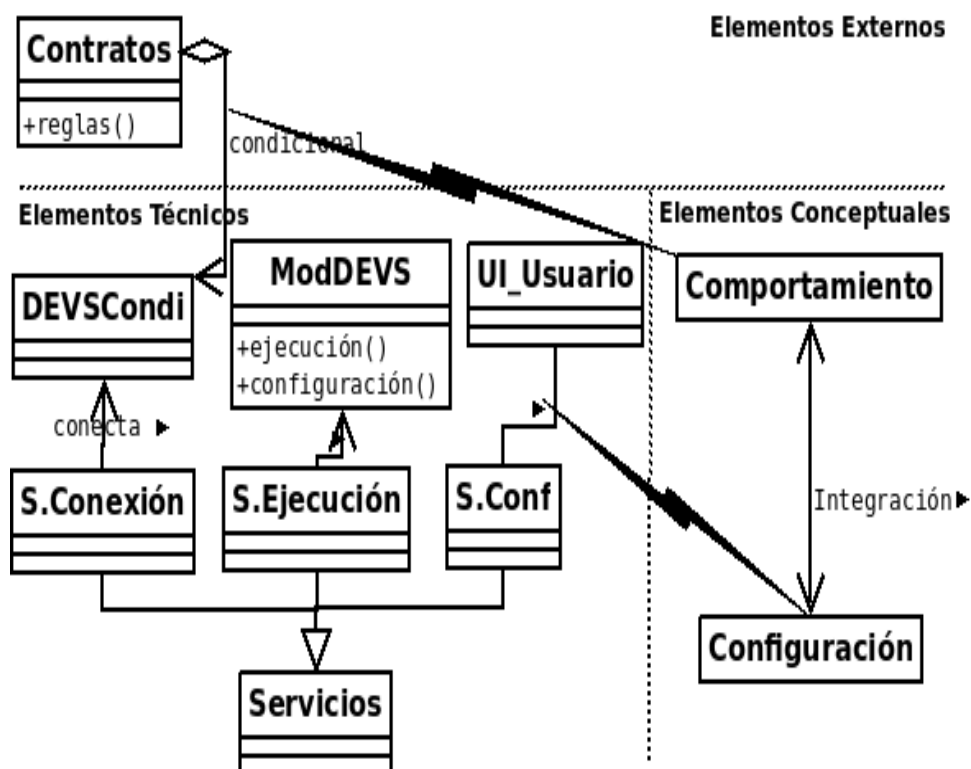 Elementos Externos
Contratos
+reglas()
condicional
Elementos Técnicos
Elementos Conceptuales
ModDEVS
UI_Usuario
DEVSCondi
Comportamiento
+ejecución()
+configuración()
conecta
S.Conexión
S.Ejecución
S.Conf
Integración
Configuración
Servicios